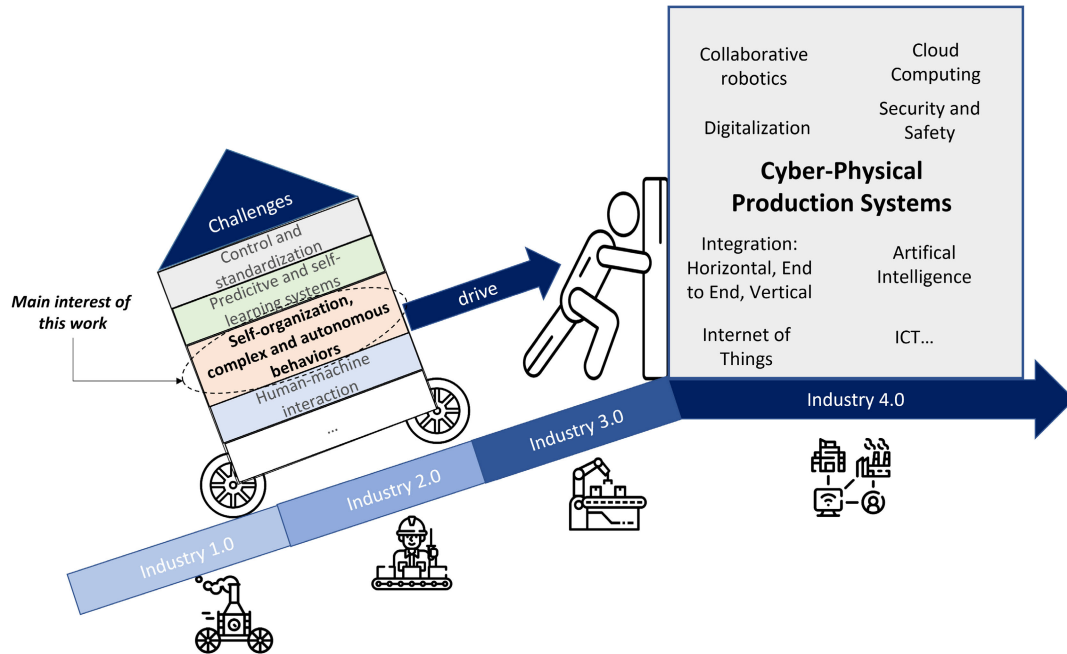 Collaborative
robotics
Cloud
Computing
Digitalization
Security and
Safety
Cyber-Physical
Production Systems
Integration:
Horizontal, End
to End, Vertical
Artifical
Intelligence
Internet of
Things
ICT...
Challenges
Control and
standardization
Predicitve and self-
learning systems
Self-organization,
complex and autonomous
behaviors
Human-machine
interaction
...
Main interest of
this work
drive
Industry 1.0
Industry 2.0
Industry 3.0
Industry 4.0